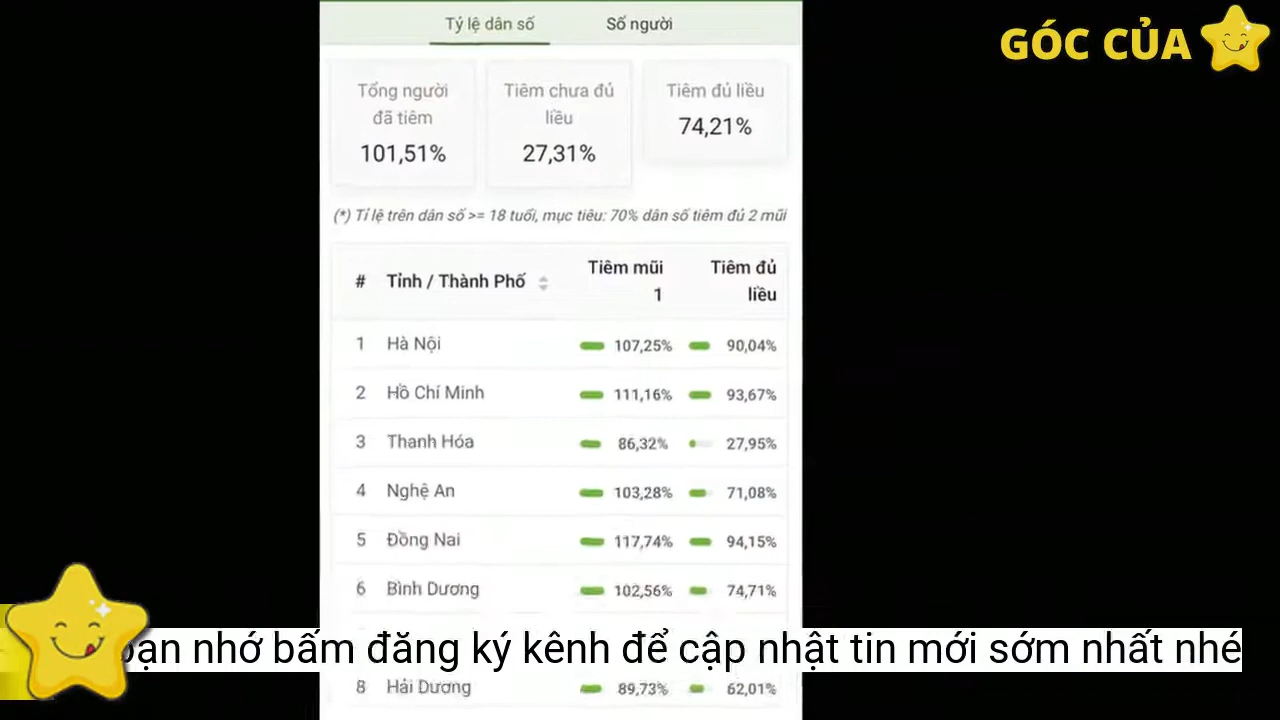 Tỷ lệ dân số Số người
GÓC CỦA
Tổng người
đã tiêm
101,51%
Tiêm chưa đủ
liều
27,31%
Tiêm đủ liều
74,21%
(*) Tỉ lệ trên dân số >= 18 tuổi, mục tiêu: 70% dân số tiêm đủ 2 mũi
# Tỉnh / Thành Phố Tiêm mũi 1 Tiêm đủ liều
1 Hà Nội 107,25% 90,04%
2 Hồ Chí Minh 111,16% 93,67%
3 Thanh Hóa 86,32% 27,95%
4 Nghệ An 103,28% 71,08%
5 Đồng Nai 117,74% 94,15%
6 Bình Dương 102,56% 74,71%
bạn nhớ bấm đăng ký kênh để cập nhật tin mới sớm nhất nhé
8 Hải Dương 89,73% 62,01%